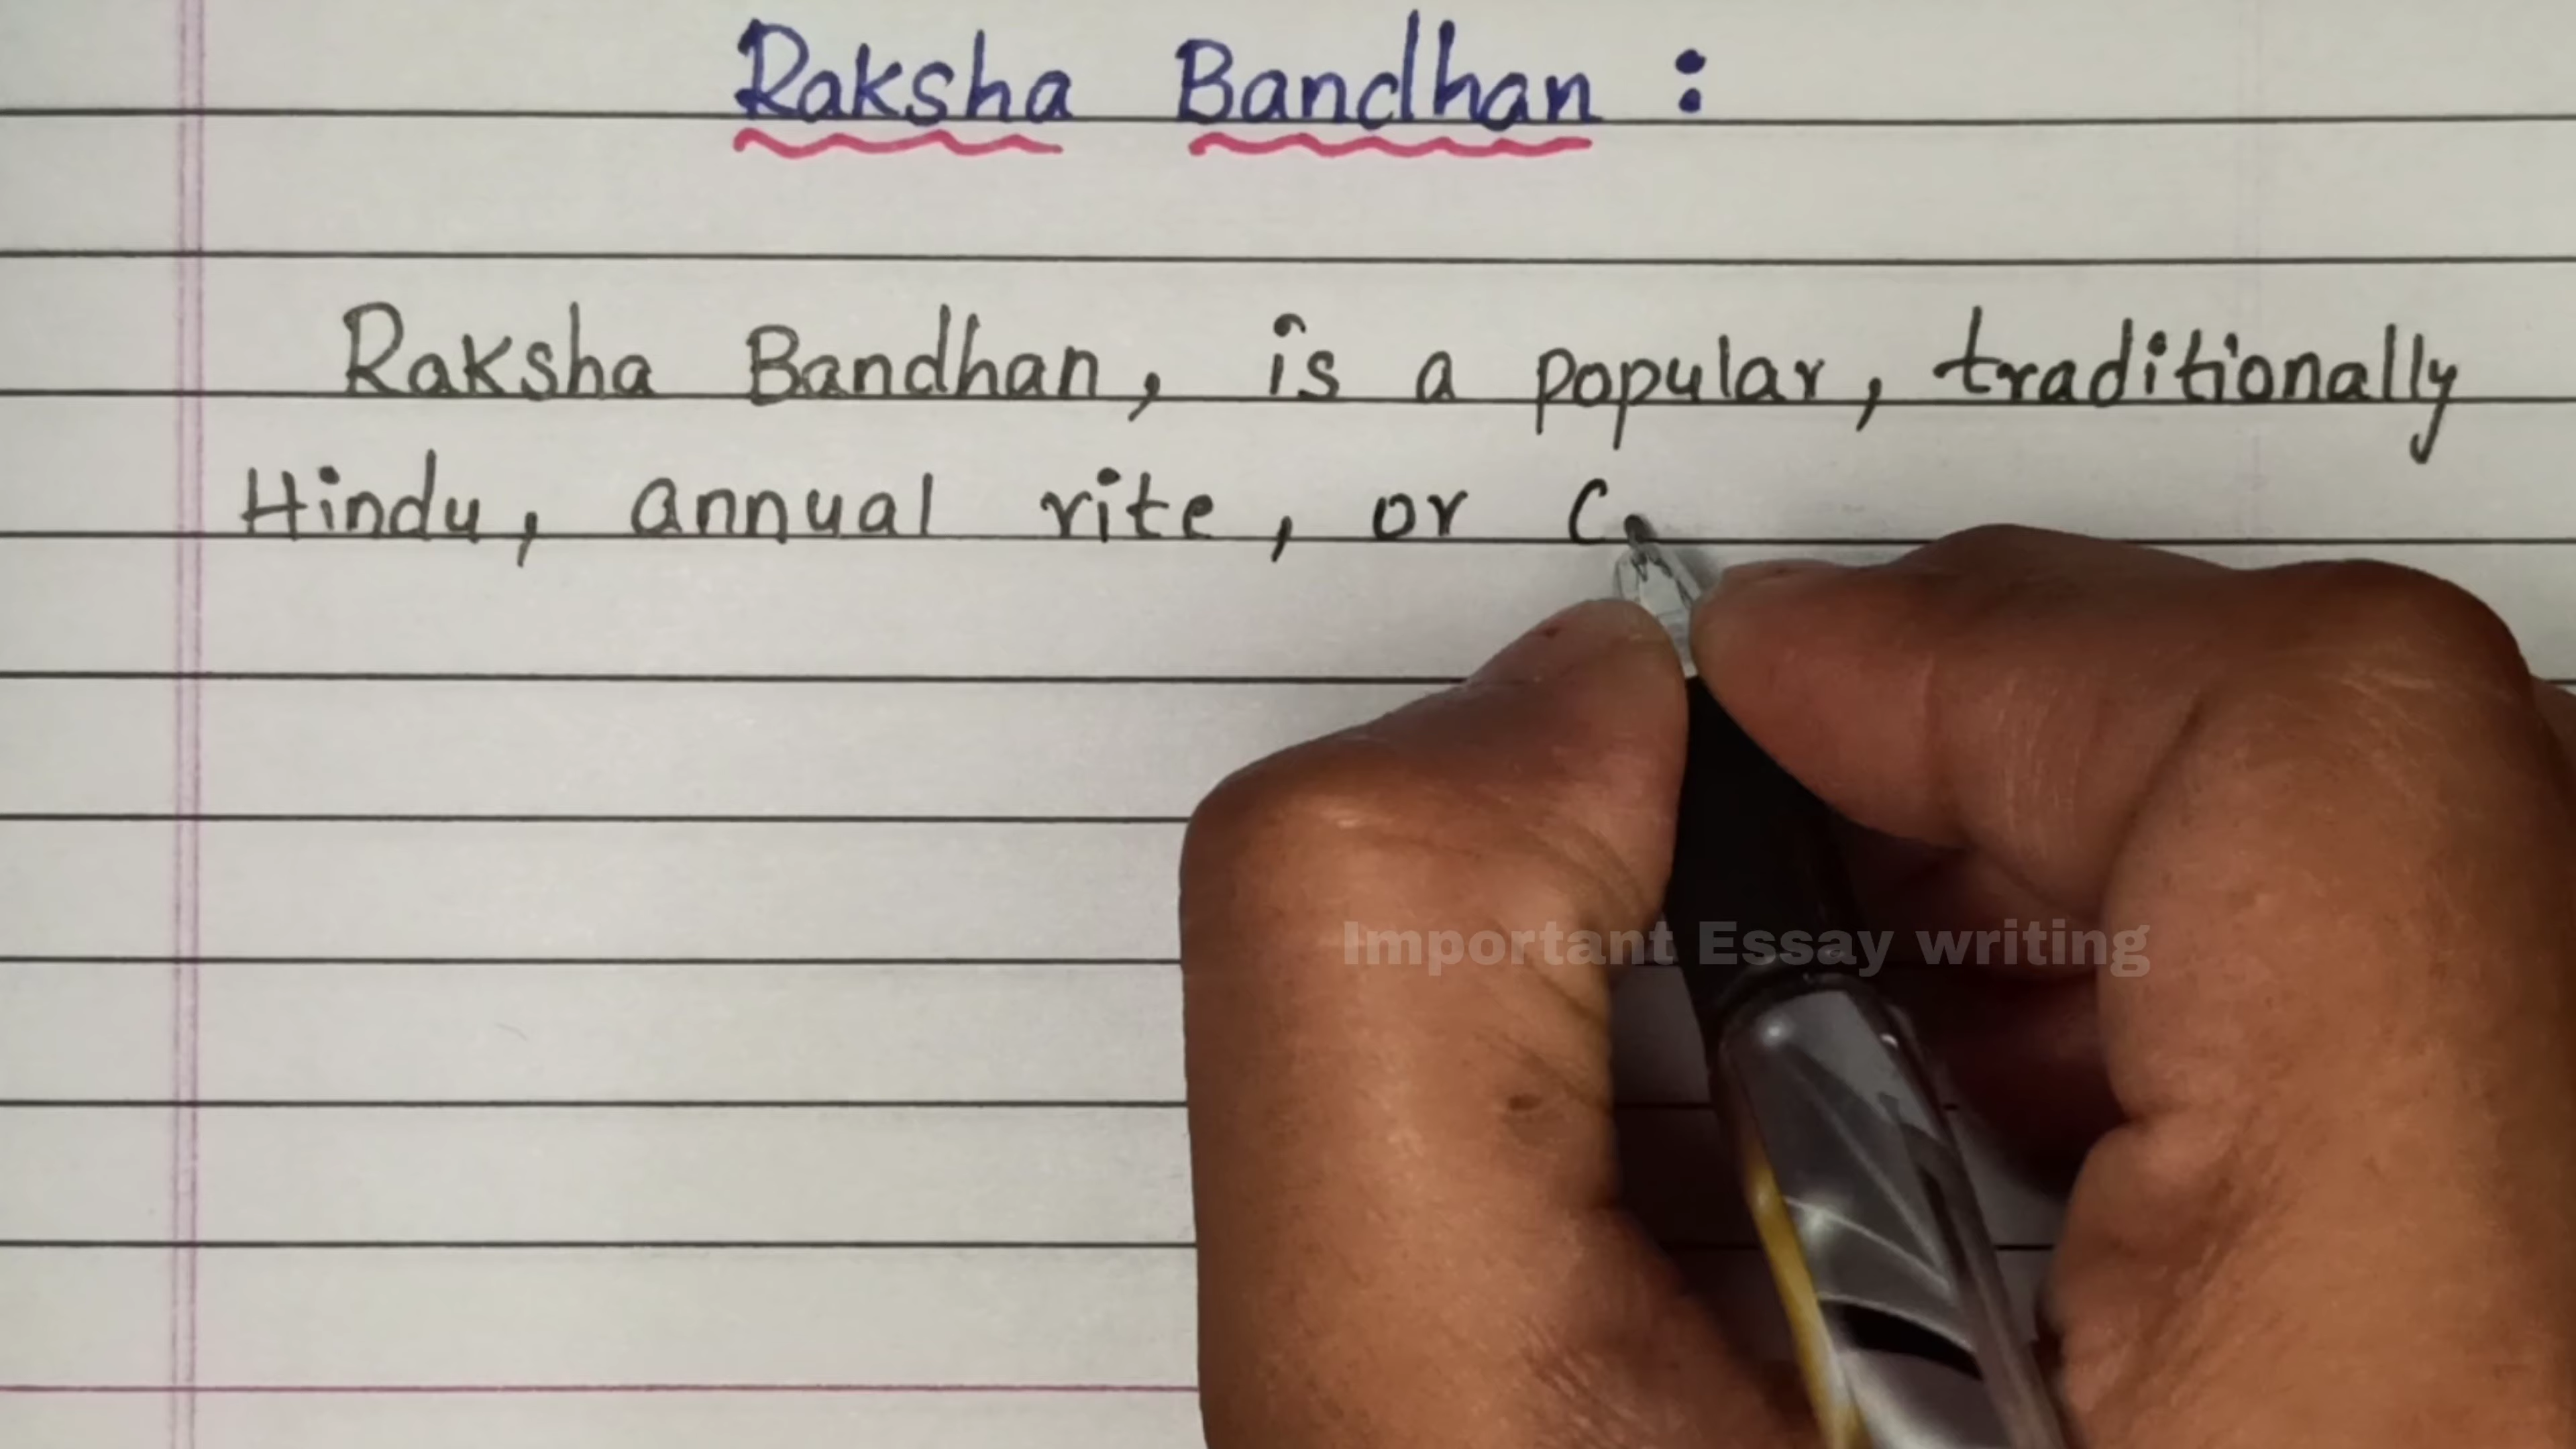 Raksha Bandhan :
Raksha Bandhan, is a popular, traditionally
Hindu, annual rite, or c
Important Essay writing